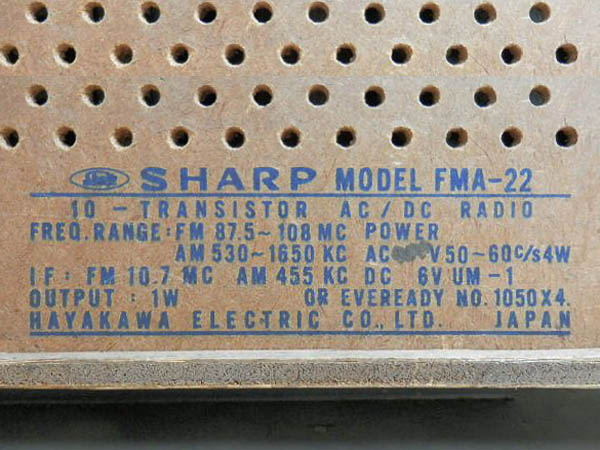 SHARP MODEL FMA-22
10 - TRANSISTOR AC / DC RADIO
FREQ. RANGE: FM 87.5~108 MC POWER
AM 530~1650 KC AC V50~60c/s4W
IF: FM 10.7 MC AM 455 KC DC 6V UM-1
OUTPUT : 1W OR EVEREADY NO. 1050X4.
HAYAKAWA ELECTRIC CO., LTD. JAPAN